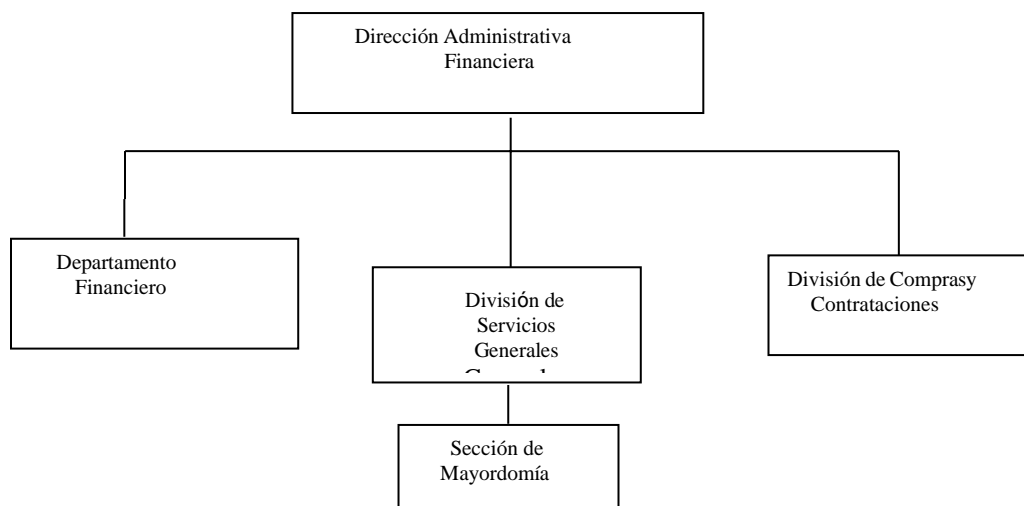 Dirección Administrativa
Financiera
Departamento
Financiero
División de
Servicios
Generales
División de Comprasy
Contrataciones
Sección de
Mayordomía